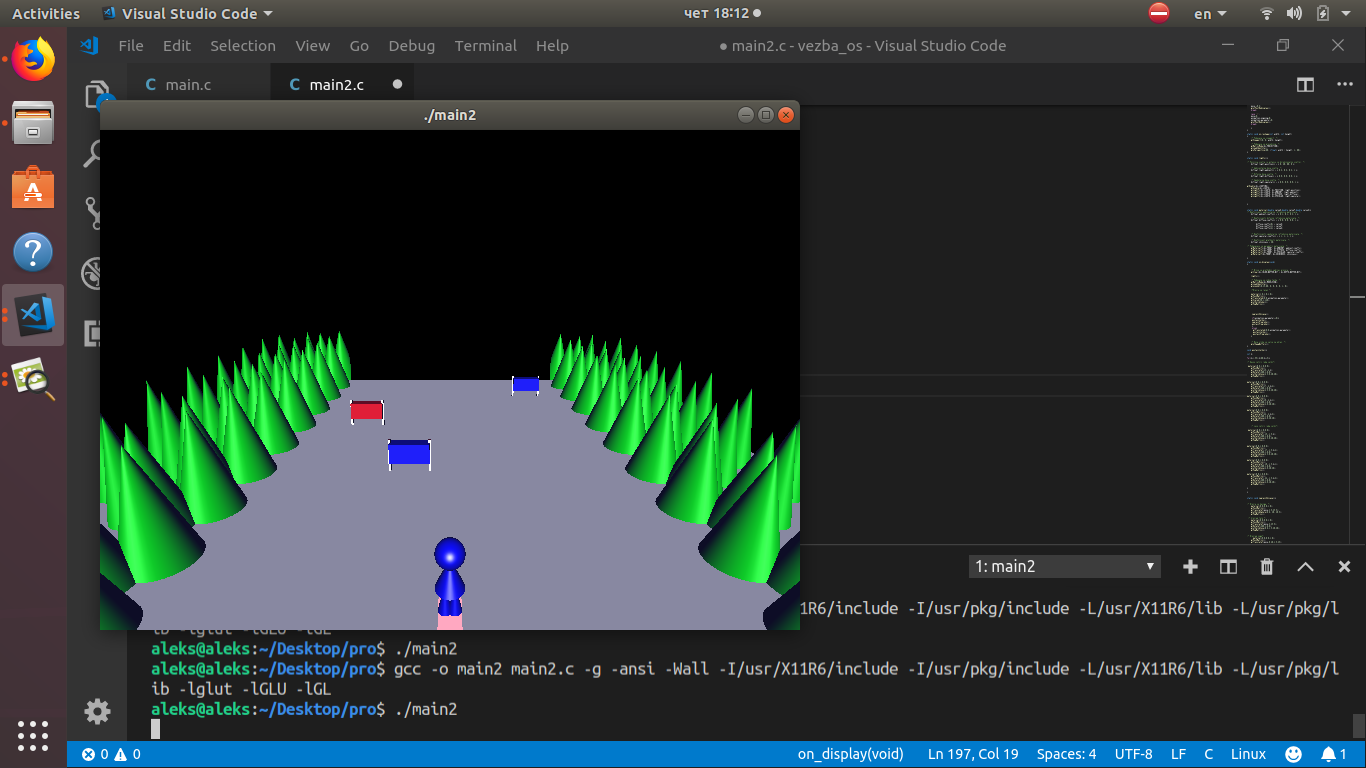 Activities Visual Studio Code чет 18:12 en
File Edit Selection View Go Debug Terminal Help main2.c - vezba_os - Visual Studio Code
C main.c C main2.c
./main2
1: main2
11R6/include -I/usr/pkg/include -L/usr/X11R6/lib -L/usr/pkg/l
ib -lglut -lGLU -lGL
aleks@aleks:~/Desktop/pro$ ./main2
aleks@aleks:~/Desktop/pro$ gcc -o main2 main2.c -g -ansi -Wall -I/usr/X11R6/include -I/usr/pkg/include -L/usr/X11R6/lib -L/usr/pkg/l
ib -lglut -lGLU -lGL
aleks@aleks:~/Desktop/pro$ ./main2
0 0 on_display(void) Ln 197, Col 19 Spaces: 4 UTF-8 LF C Linux 1